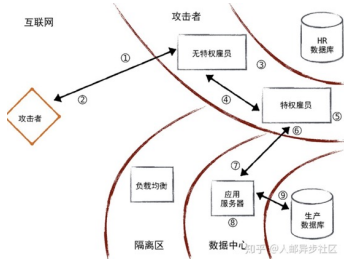 互联网
攻击者
HR
数据库
①
无特权雇员
②
③
攻击者
④
特权雇员
⑤
⑥
⑦
负载均衡
应用
服务器
⑧
⑨
生产
数据库
隔离区
数据中心
知乎 @人邮异步社区